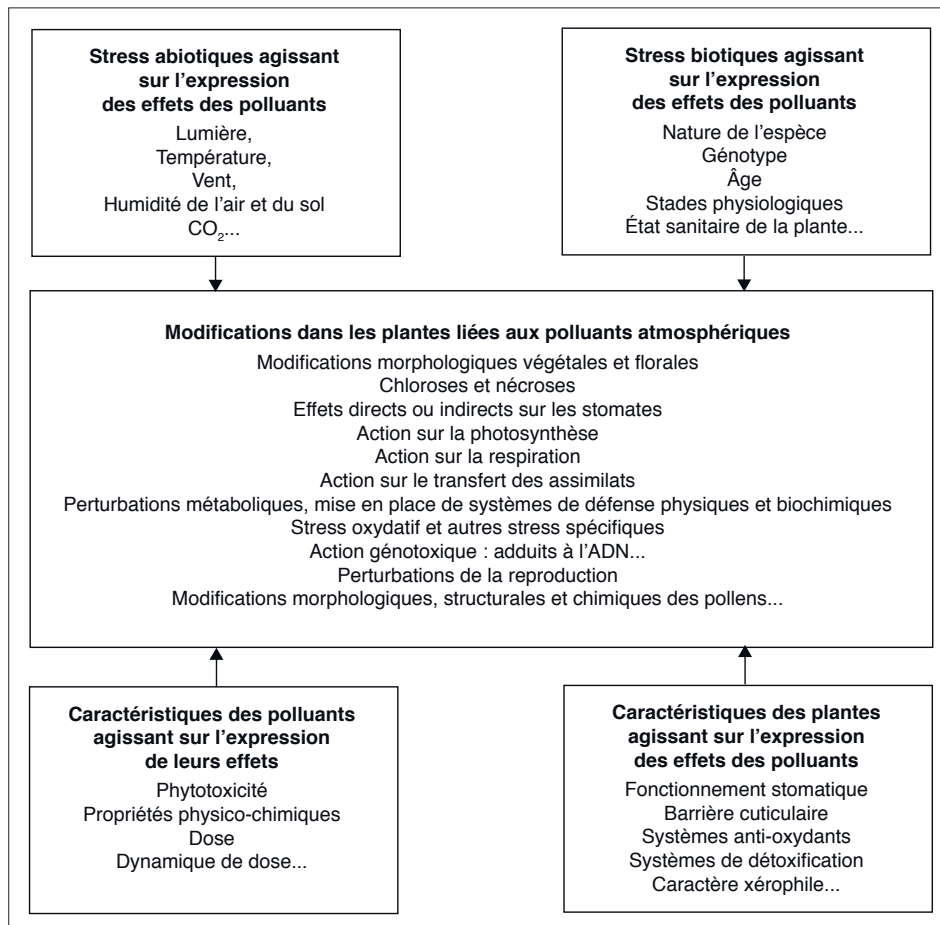 Stress abiotiques agissant
sur l’expression
des effets des polluants
Lumière,
Température,
Vent,
Humidité de l’air et du sol
CO₂...
Stress biotiques agissant
sur l’expression
des effets des polluants
Nature de l’espèce
Génotype
Âge
Stades physiologiques
État sanitaire de la plante...
Modifications dans les plantes liées aux polluants atmosphériques
Modifications morphologiques végétales et florales
Chloroses et nécroses
Effets directs ou indirects sur les stomates
Action sur la photosynthèse
Action sur la respiration
Action sur le transfert des assimilats
Perturbations métaboliques, mise en place de systèmes de défense physiques et biochimiques
Stress oxydatif et autres stress spécifiques
Action génotoxique : adduits à l’ADN...
Perturbations de la reproduction
Modifications morphologiques, structurales et chimiques des pollens...
Caractéristiques des polluants
agissant sur l’expression
de leurs effets
Phytotoxicité
Propriétés physico-chimiques
Dose
Dynamique de dose...
Caractéristiques des plantes
agissant sur l’expression
des effets des polluants
Fonctionnement stomatique
Barrière cuticulaire
Systèmes anti-oxydants
Systèmes de détoxification
Caractère xérophile...